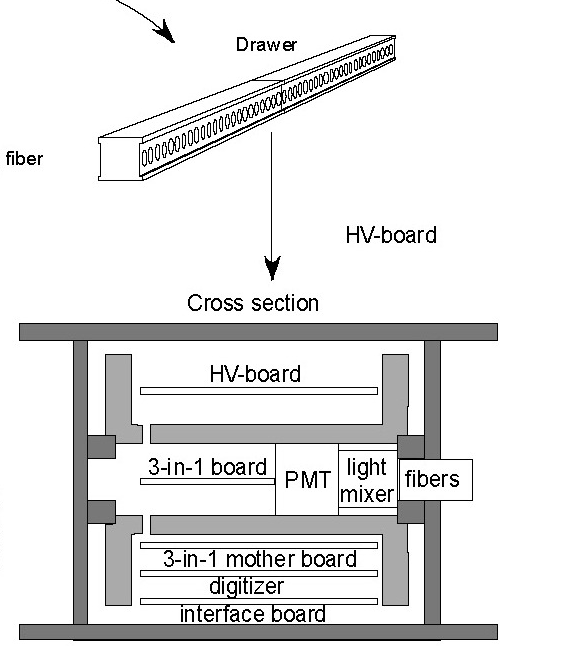 Drawer
fiber
HV-board
Cross section
HV-board
3-in-1 board
PMT
light
mixer
fibers
3-in-1 mother board
digitizer
interface board